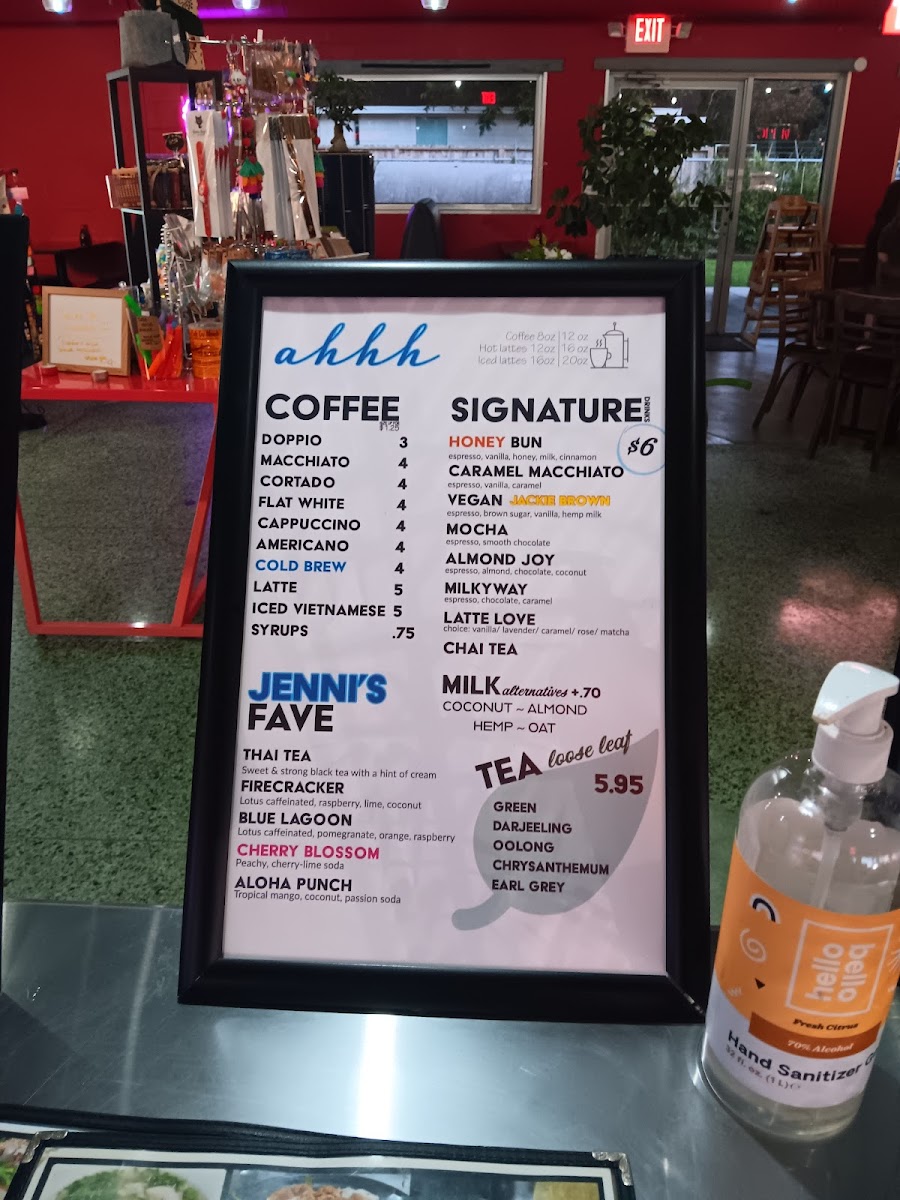 EXIT
OPEN
ahhh
Coffee 8oz | 12 oz
Hot lattes 12oz | 16 oz
Iced lattes 16oz | 20oz
COFFEE
DOPPIO 3
MACCHIATO 4
CORTADO 4
FLAT WHITE 4
CAPPUCCINO 4
AMERICANO 4
COLD BREW 4
LATTE 5
ICED VIETNAMESE 5
SYRUPS .75
SIGNATURE DRINKS
$6
HONEY BUN
espresso, vanilla, honey, milk, cinnamon
CARAMEL MACCHIATO
espresso, vanilla, caramel
VEGAN JACKIE BROWN
espresso, brown sugar, vanilla, hemp milk
MOCHA
espresso, smooth chocolate
ALMOND JOY
espresso, almond, chocolate, coconut
MILKYWAY
espresso, chocolate, caramel
LATTE LOVE
choice: vanilla/ lavender/ caramel/ rose/ matcha
CHAI TEA
JENNI'S
FAVE
THAI TEA
Sweet & strong black tea with a hint of cream
FIRECRACKER
Lotus caffeinated, raspberry, lime, coconut
BLUE LAGOON
Lotus caffeinated, pomegranate, orange, raspberry
CHERRY BLOSSOM
Peachy, cherry-lime soda
ALOHA PUNCH
Tropical mango, coconut, passion soda
MILK alternatives +.70
COCONUT ~ ALMOND
HEMP ~ OAT
TEA loose leaf
5.95
GREEN
DARJEELING
OOLONG
CHRYSANTHEMUM
EARL GREY
hello
bello
Fresh Citrus
70% Alcohol
Hand Sanitizer
32 fl. oz. (1 L)